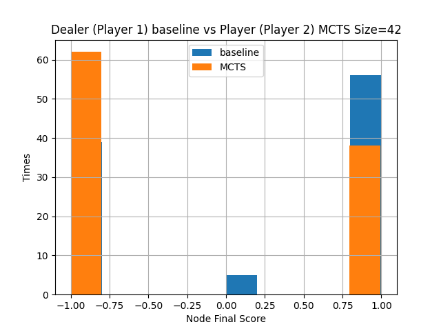 Dealer (Player 1) baseline vs Player (Player 2) MCTS Size=42
baseline
MCTS
60
50
40
30
20
10
0
Times
−1.00 −0.75 −0.50 −0.25 0.00 0.25 0.50 0.75 1.00
Node Final Score